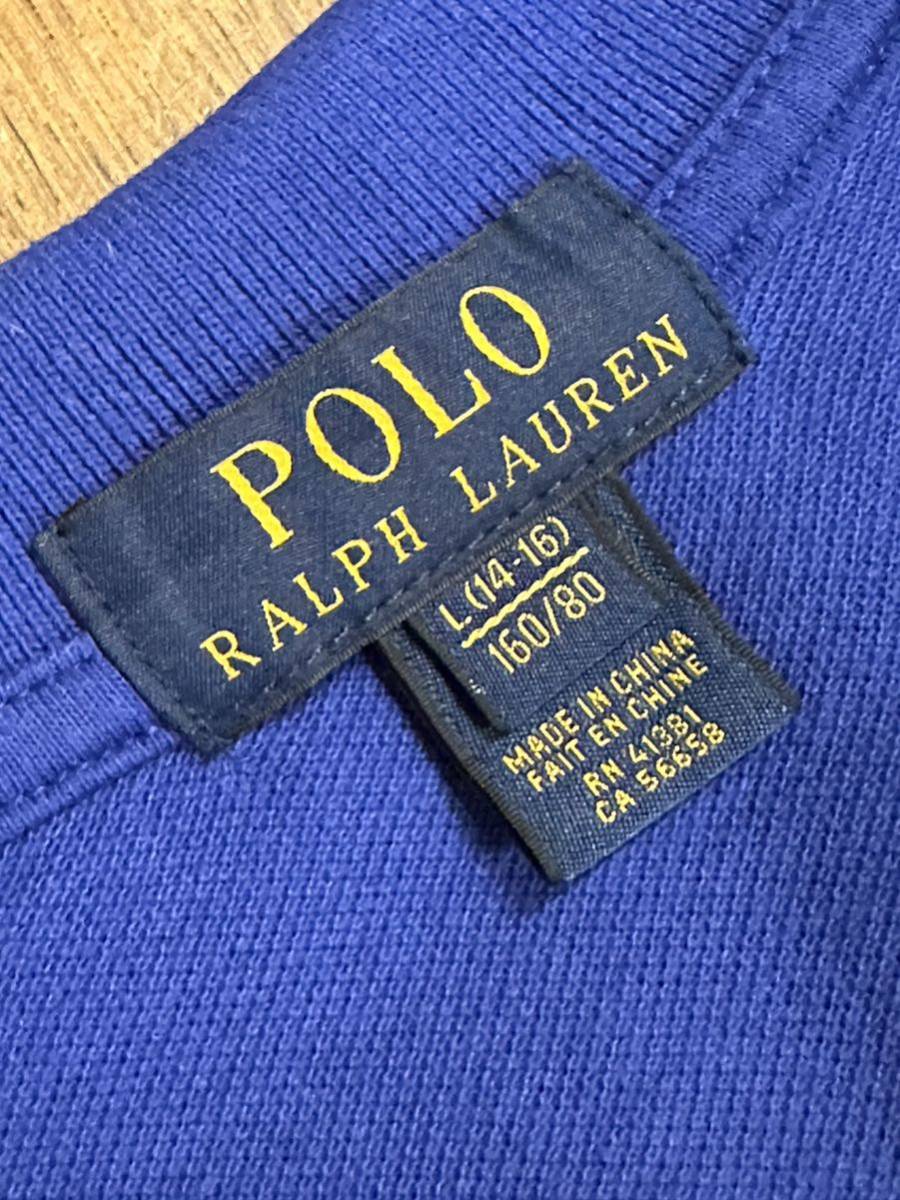 POLO
RALPH LAUREN
L (14-16)
160/80
MADE IN CHINA
FAIT EN CHINE
RN 41381
CA 56658